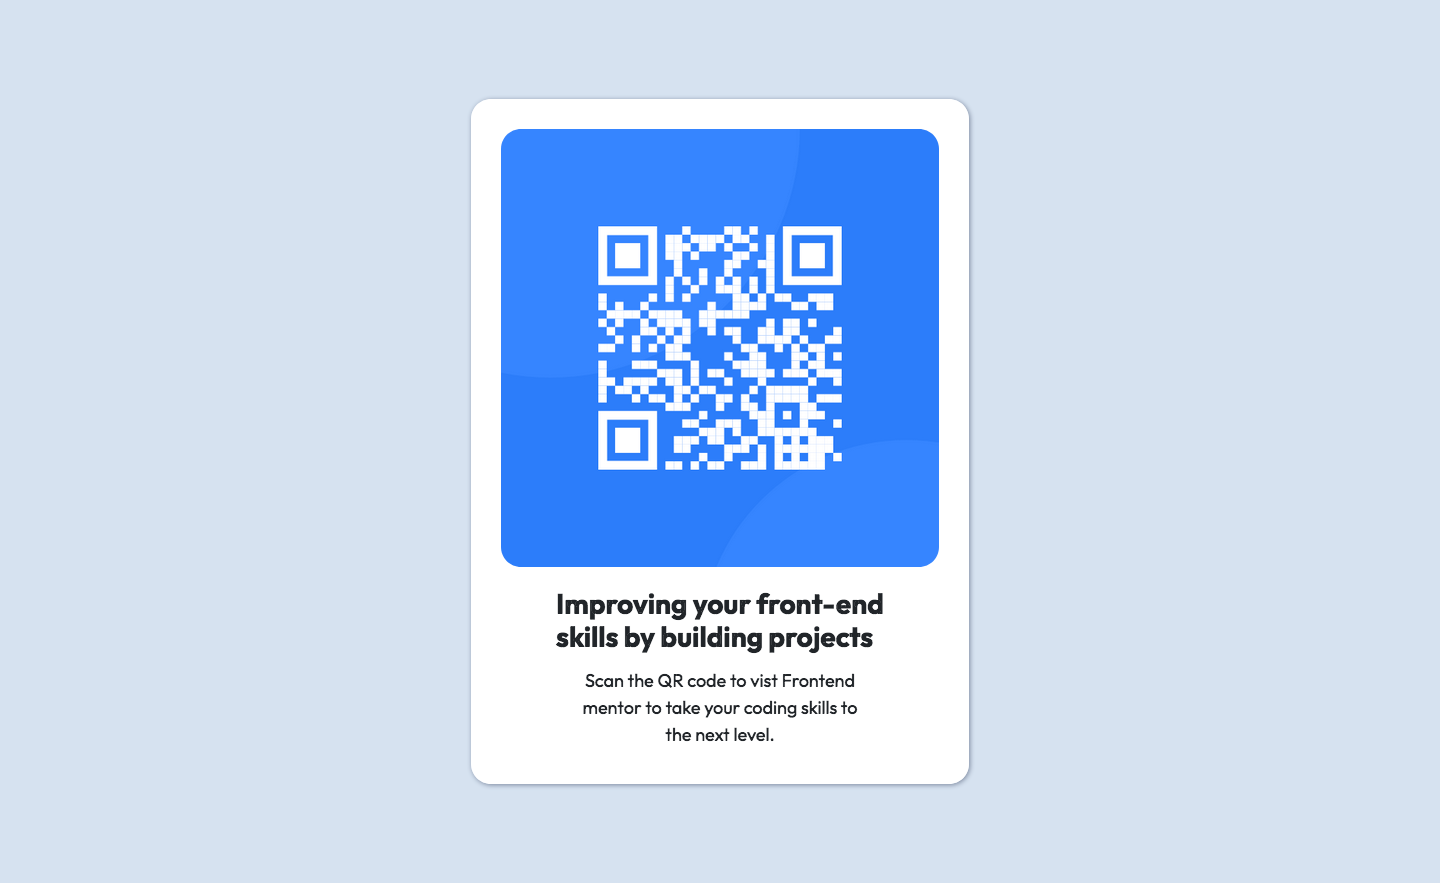 Improving your front-end
skills by building projects
Scan the QR code to vist Frontend
mentor to take your coding skills to
the next level.